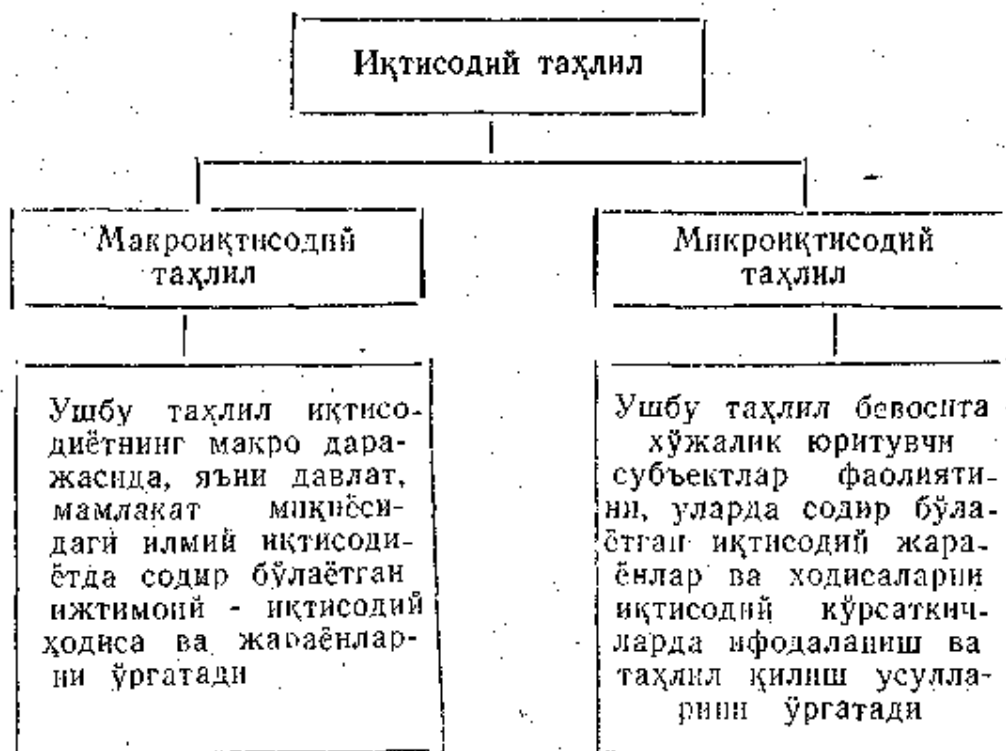 Иқтисодий таҳлил
Макроиқтисодий
таҳлил
Микроиқтисодий
таҳлил
Ушбу таҳлил иқтисо-
диётнинг макро дара-
жасида, яъни давлат,
мамлакат миқиёси-
даги илмий иқтисоди-
ётда содир бўлаётган
ижтимоий - иқтисодий
ҳодиса ва жараёнлар-
ни ўргатади
Ушбу таҳлил бевосита
хўжалик юритувчи
субъектлар фаолияти-
ни, уларда содир бўла-
ётган иқтисодий жара-
ёнлар ва ходисаларни
иқтисодий кўрсаткич-
ларда ифодаланиш ва
таҳлил қилиш усулла-
рини ўргатади